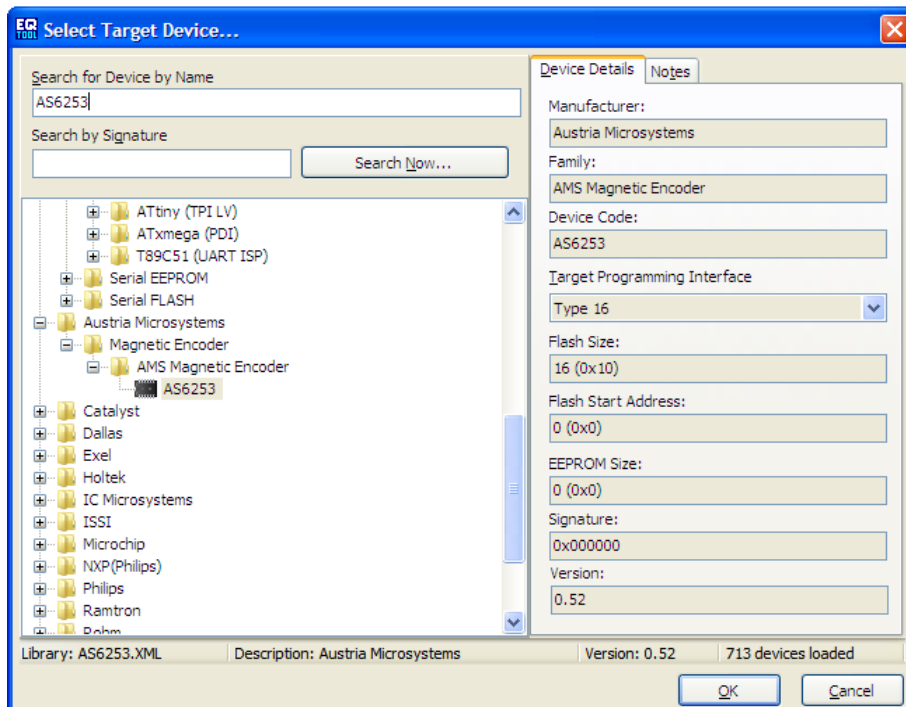 EQ TOOL Select Target Device...
Search for Device by Name
AS6253
Search by Signature
Search Now...
ATtiny (TPI LV)
ATxmega (PDI)
T89C51 (UART ISP)
Serial EEPROM
Serial FLASH
Austria Microsystems
Magnetic Encoder
AMS Magnetic Encoder
AS6253
Catalyst
Dallas
Exel
Holtek
IC Microsystems
ISSI
Microchip
NXP(Philips)
Philips
Ramtron
Rohm
Device Details Notes
Manufacturer:
Austria Microsystems
Family:
AMS Magnetic Encoder
Device Code:
AS6253
Target Programming Interface
Type 16
Flash Size:
16 (0x10)
Flash Start Address:
0 (0x0)
EEPROM Size:
0 (0x0)
Signature:
0x000000
Version:
0.52
Library: AS6253.XML Description: Austria Microsystems Version: 0.52 713 devices loaded
OK Cancel